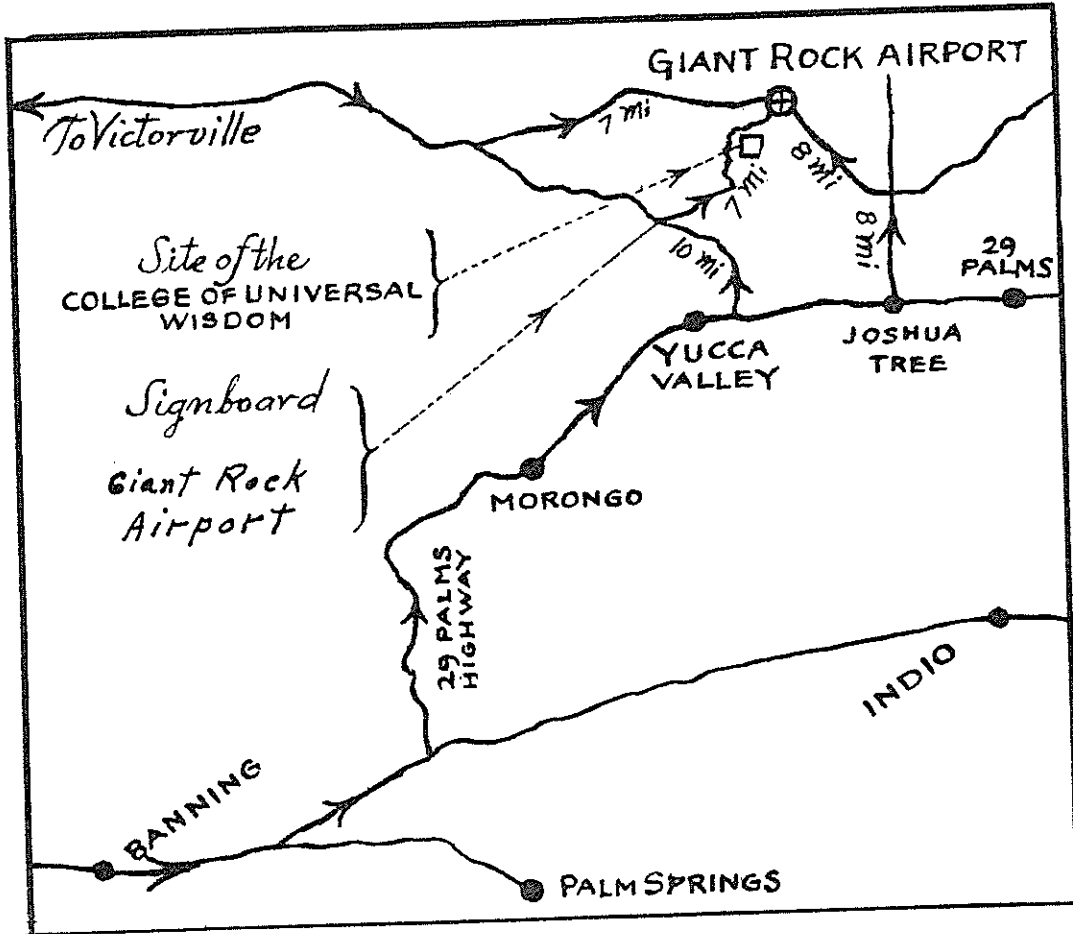 GIANT ROCK AIRPORT
To Victorville
7 mi
8 mi
7 mi
10 mi
8 mi
29
PALMS
Site of the
COLLEGE OF UNIVERSAL
WISDOM
YUCCA
VALLEY
JOSHUA
TREE
Signboard
Giant Rock
Airport
MORONGO
29 PALMS
HIGHWAY
INDIO
BANNING
PALM SPRINGS